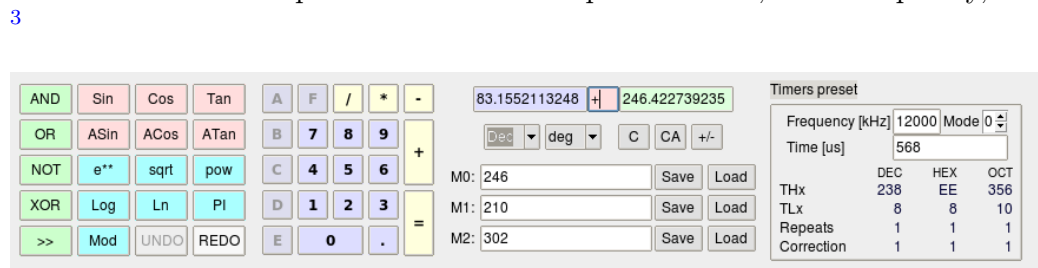 3
AND Sin Cos Tan A F / * - 83.1552113248 + 246.422739235 Timers preset
OR ASin ACos ATan B 7 8 9 + Dec deg C CA +/- Frequency [kHz] 12000 Mode 0
Time [us] 568
NOT e** sqrt pow C 4 5 6 M0: 246 Save Load DEC HEX OCT
THx 238 EE 356
XOR Log Ln PI D 1 2 3 = M1: 210 Save Load TLx 8 8 10
Repeats 1 1 1
>> Mod UNDO REDO E 0 . M2: 302 Save Load Correction 1 1 1